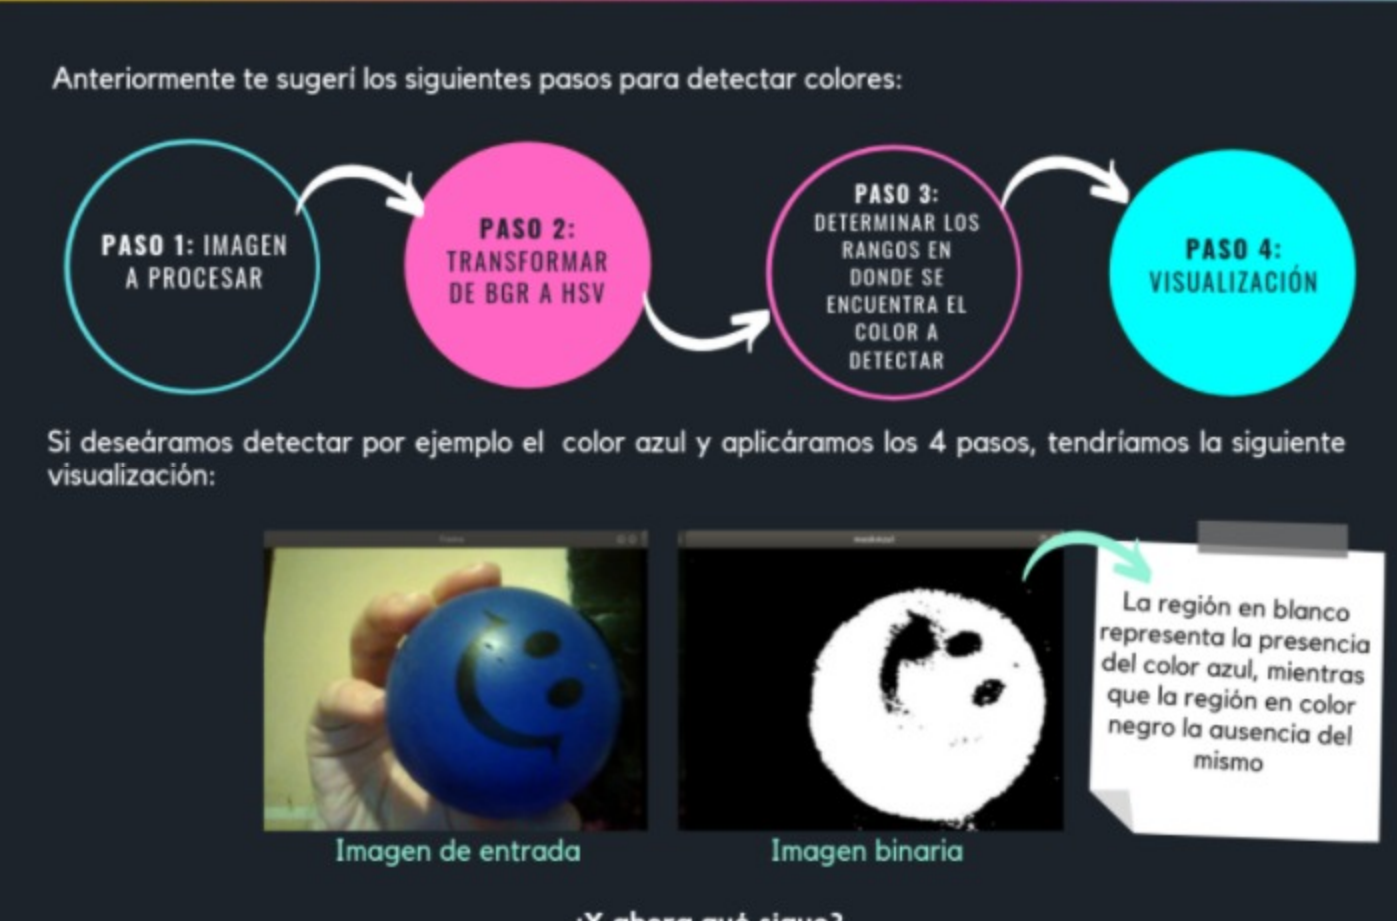 Anteriormente te sugerí los siguientes pasos para detectar colores:
PASO 1: IMAGEN
A PROCESAR
PASO 2:
TRANSFORMAR
DE BGR A HSV
PASO 3:
DETERMINAR LOS
RANGOS EN
DONDE SE
ENCUENTRA EL
COLOR A
DETECTAR
PASO 4:
VISUALIZACIÓN
Si deseáramos detectar por ejemplo el color azul y aplicáramos los 4 pasos, tendríamos la siguiente
visualización:
La región en blanco
representa la presencia
del color azul, mientras
que la región en color
negro la ausencia del
mismo
Imagen de entrada
Imagen binaria
¿Y ahora qué sigue?